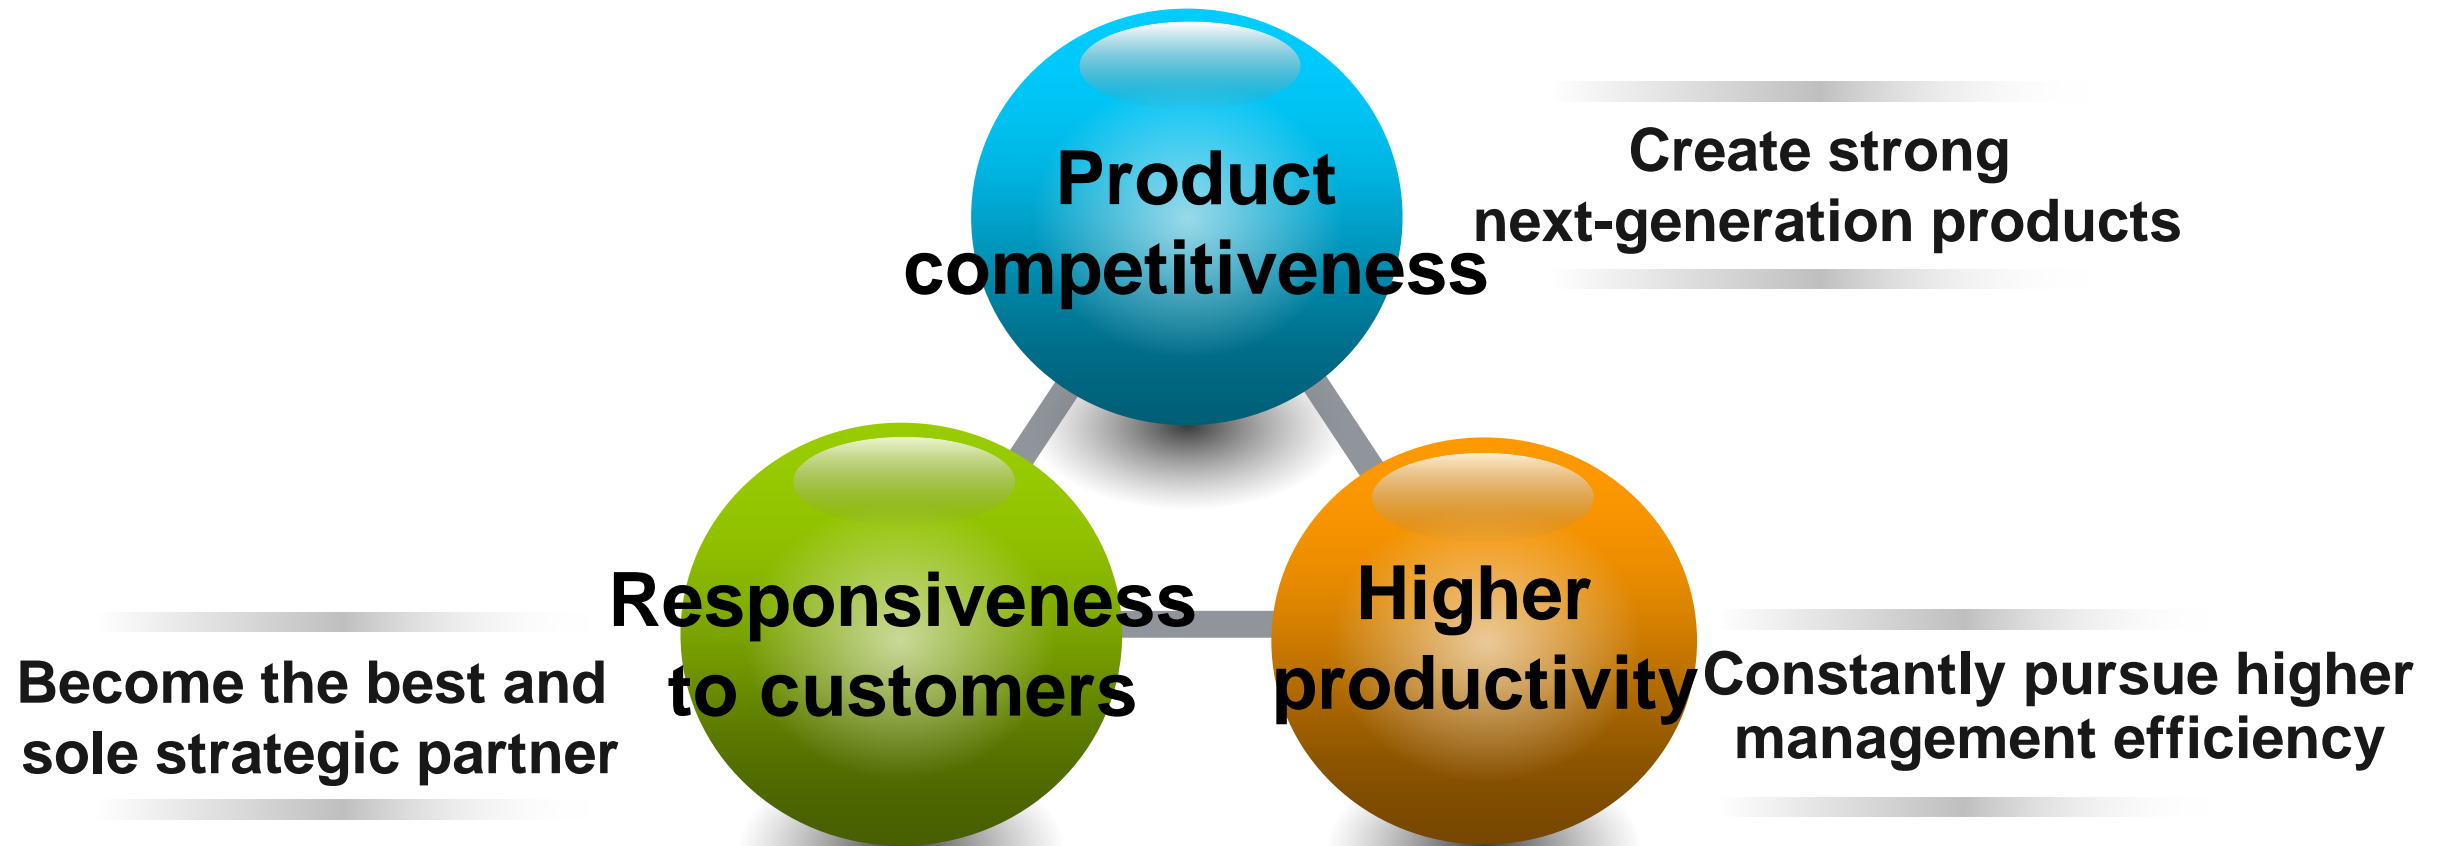 Product
competitiveness
Create strong
next-generation products
Responsiveness
to customers
Become the best and
sole strategic partner
Higher
productivity
Constantly pursue higher
management efficiency